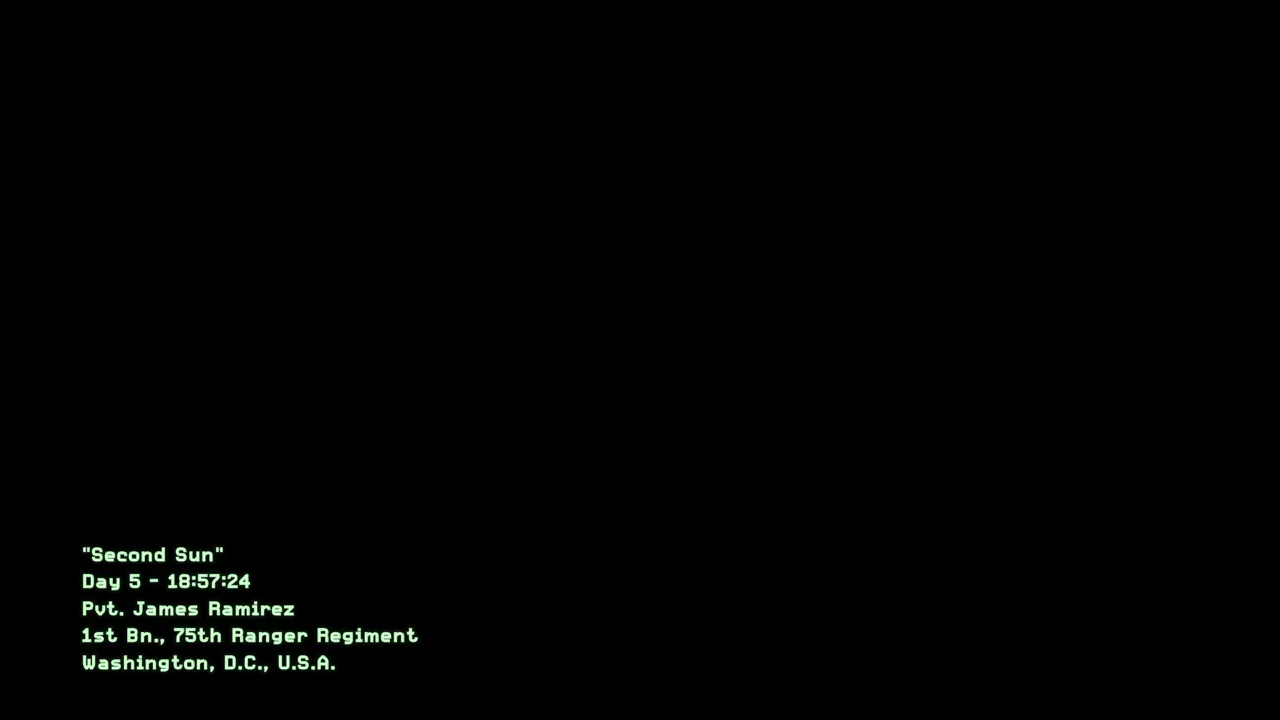 "Second Sun"
Day 5 - 18:57:24
Pvt. James Ramirez
1st Bn., 75th Ranger Regiment
Washington, D.C., U.S.A.